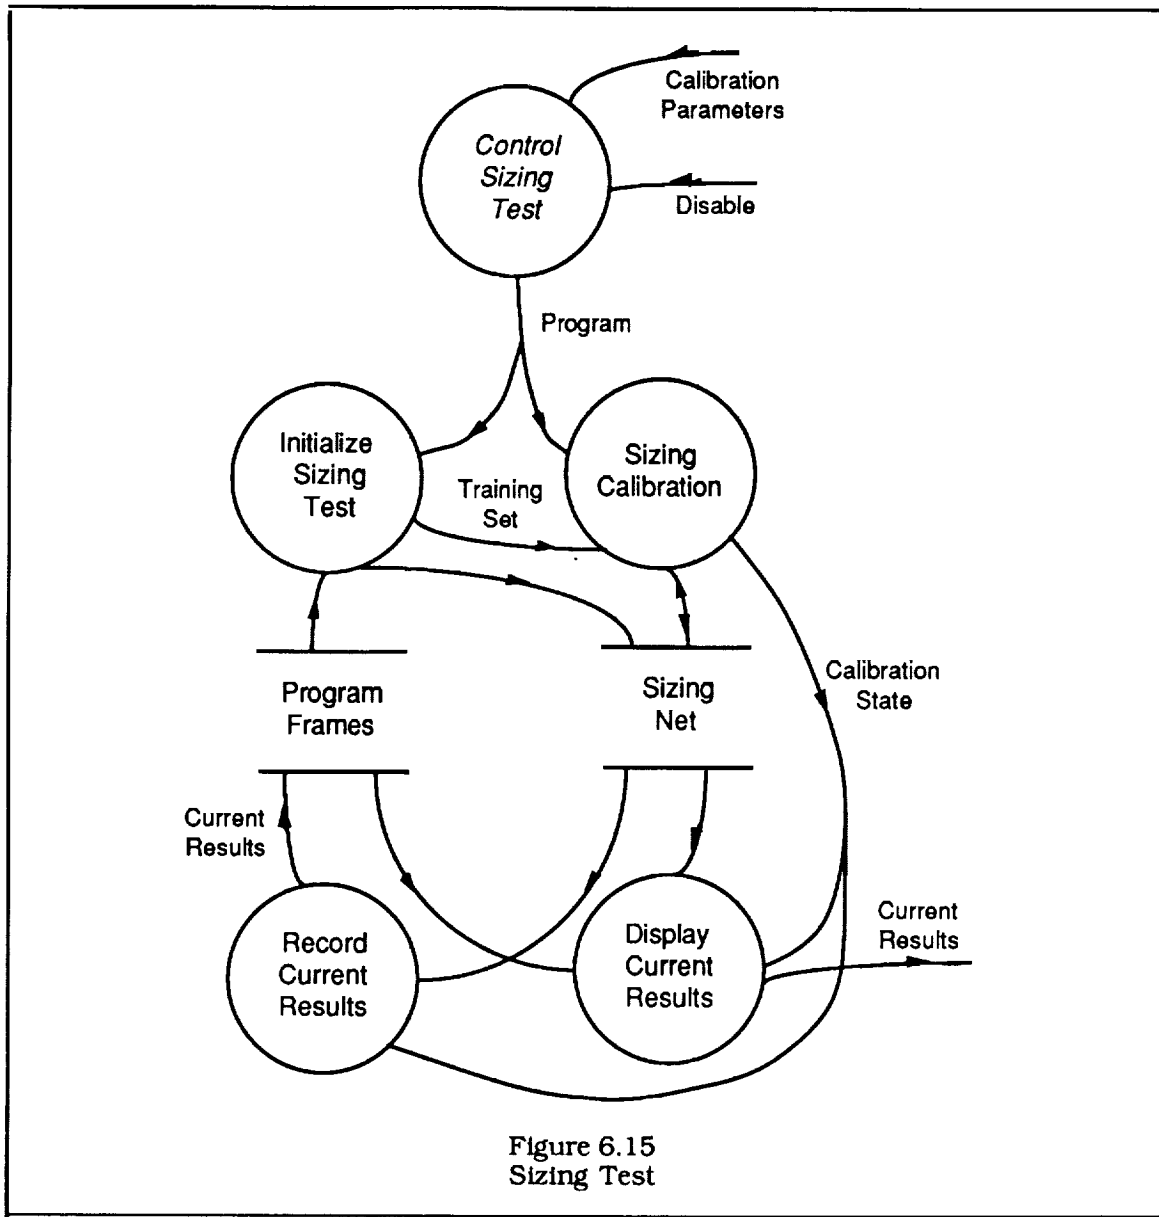 Calibration
Parameters
Control
Sizing
Test
Disable
Program
Initialize
Sizing
Test
Training
Set
Sizing
Calibration
Program
Frames
Sizing
Net
Calibration
State
Current
Results
Record
Current
Results
Display
Current
Results
Current
Results
Figure 6.15
Sizing Test